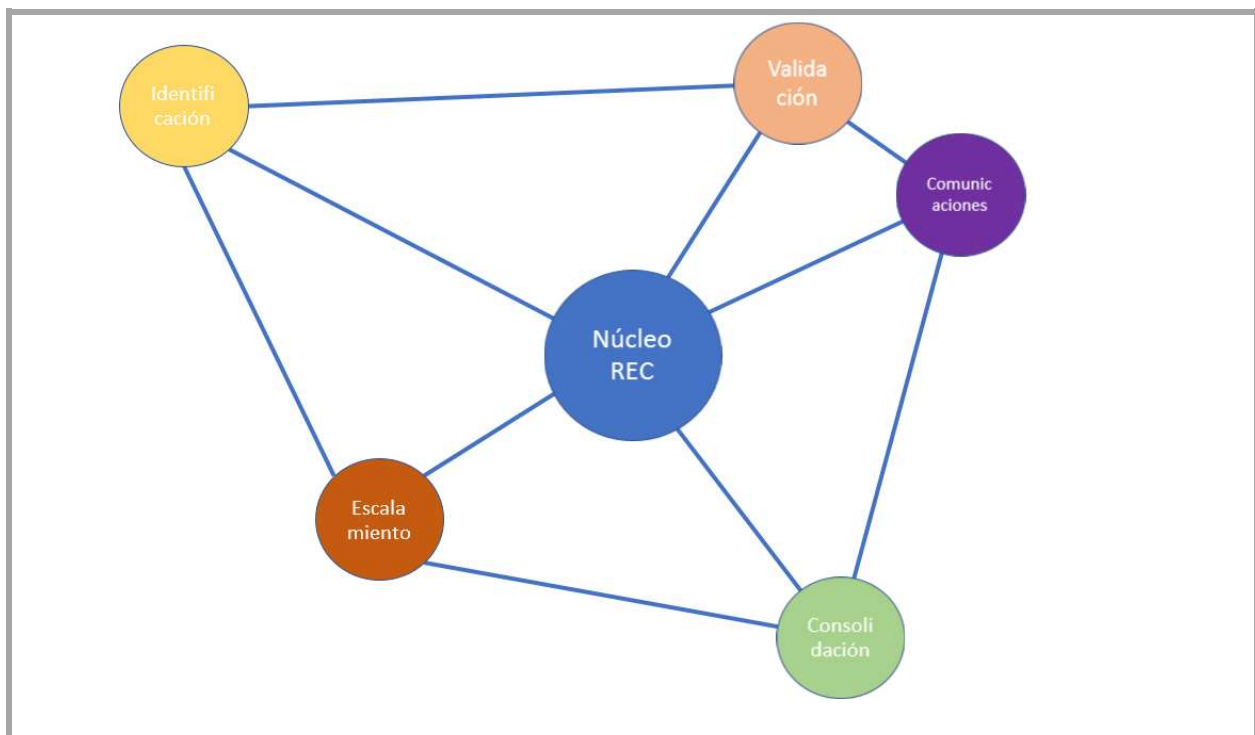 Identifi
cación
Valida
ción
Comunic
aciones
Núcleo
REC
Escala
miento
Consoli
dación